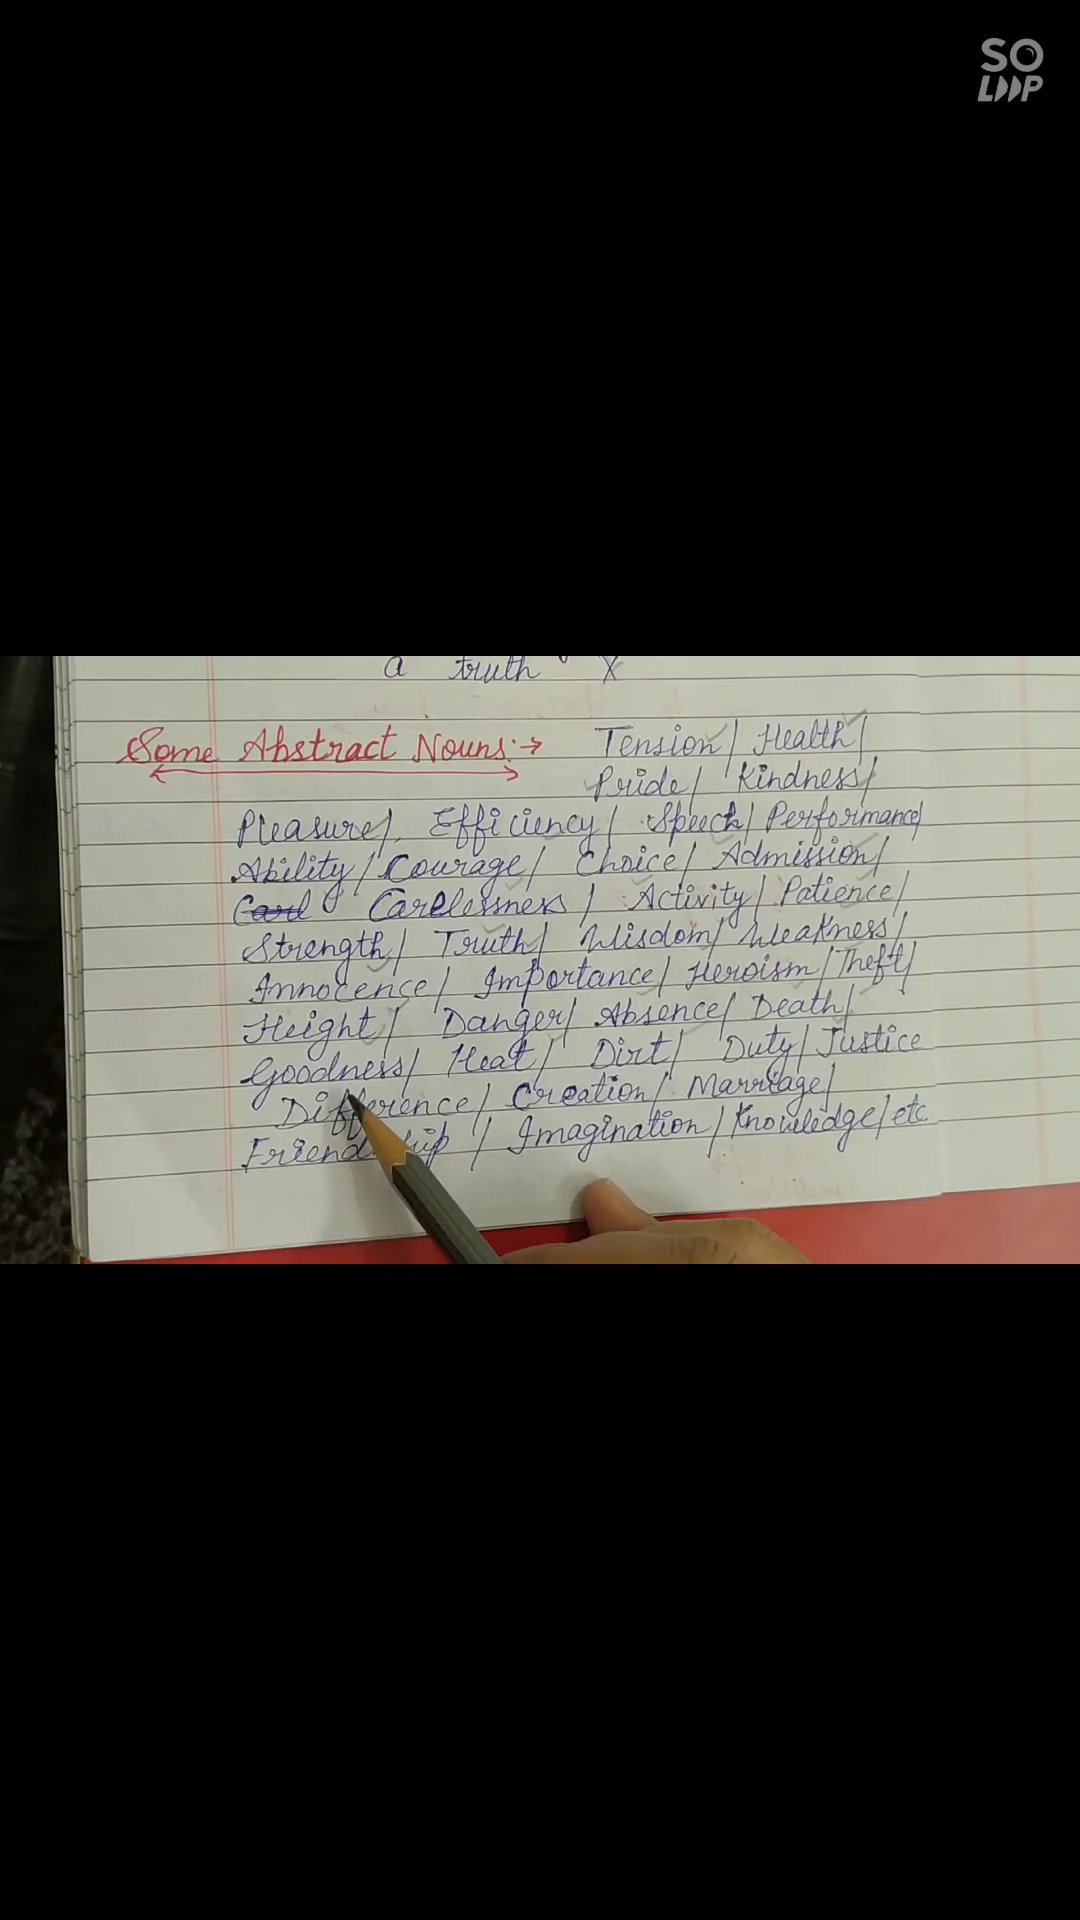 SO
LOOP
a truth X
Some Abstract Nouns:→ Tension/ Health/
Pride/ Kindness/
Pleasure/ Efficiency/ Speech/ Performance/
Ability/ Courage/ Choice/ Admission/
Carelessness/ Activity/ Patience/
Strength/ Truth/ Wisdom/ Weakness/
Innocence/ Importance/ Heroism/ Theft/
Height/ Danger/ Absence/ Death/
Goodness/ Heat/ Dirt/ Duty/ Justice
Difference/ Creation/ Marriage/
Friendship/ Imagination/ Knowledge/ etc